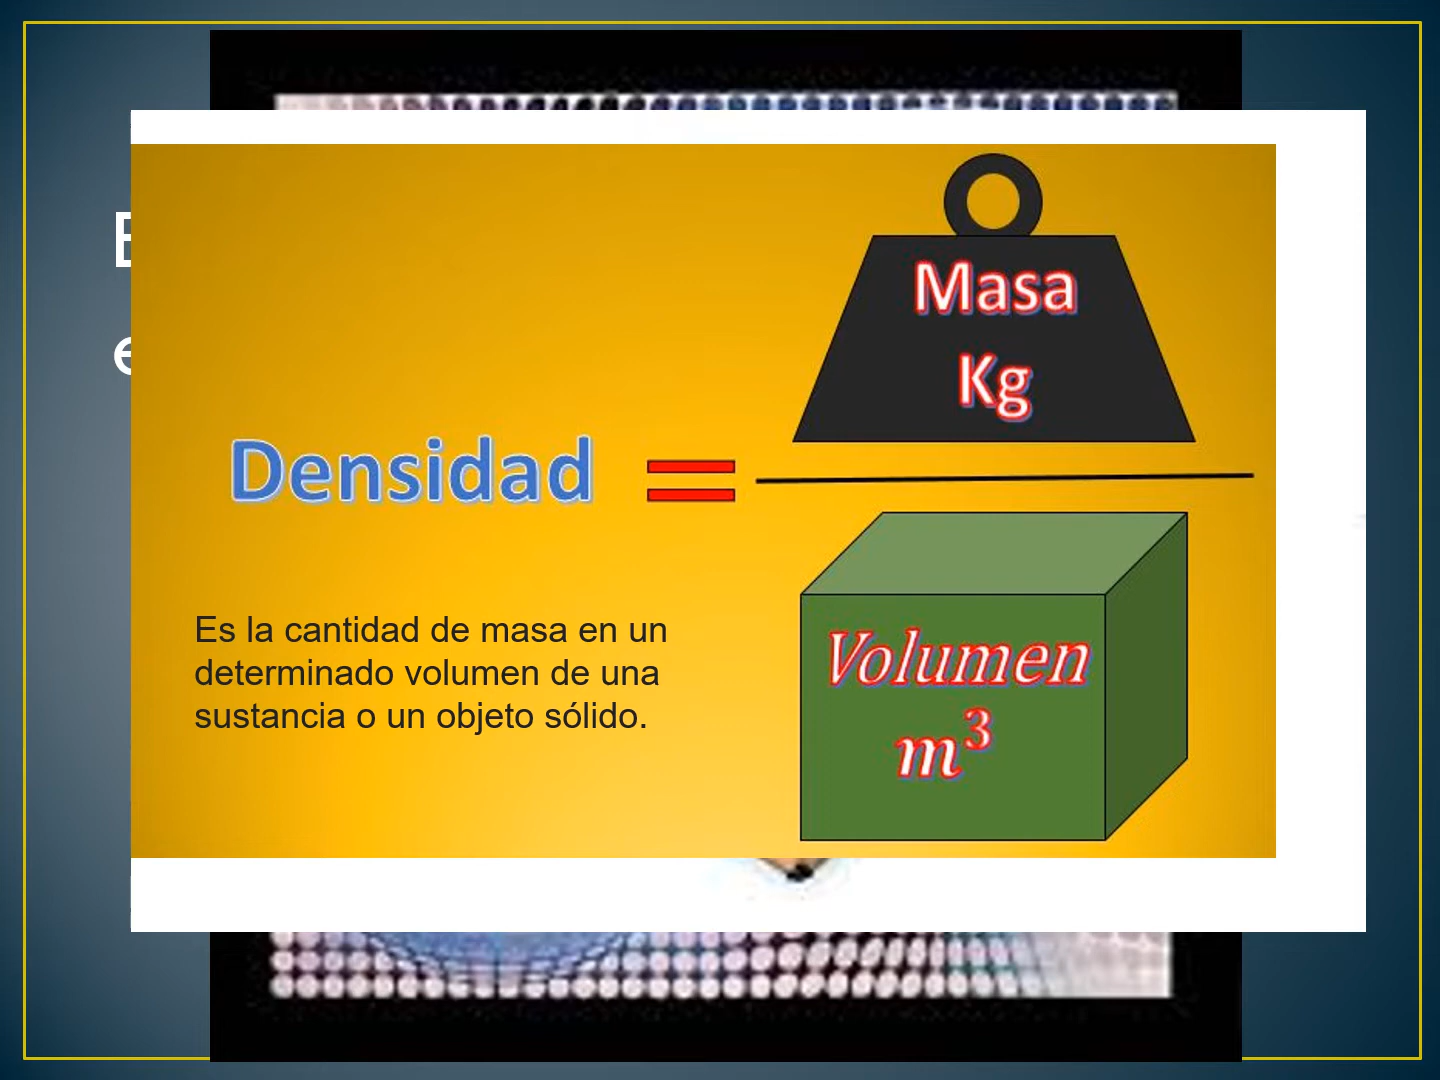 Masa
Kg
Densidad =
Es la cantidad de masa en un
determinado volumen de una
sustancia o un objeto sólido.
Volumen
m³